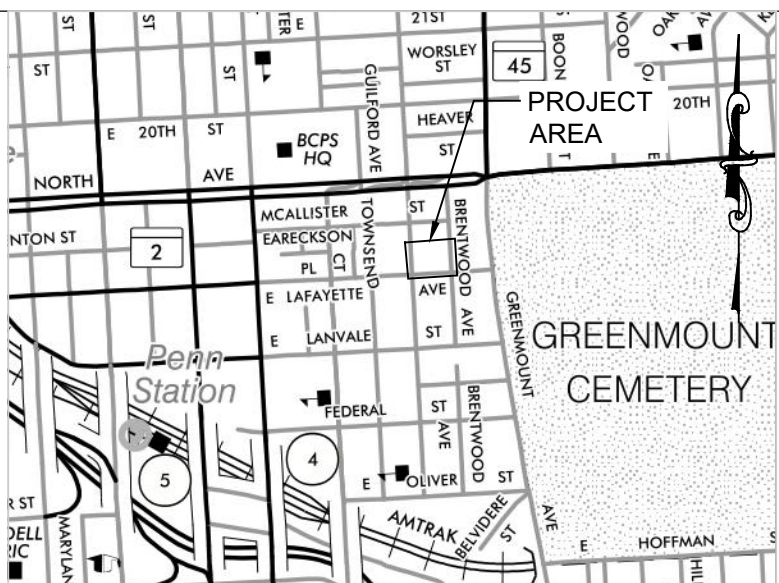 TER E
21ST
ST
ST
ST
WORSLEY
ST
45
BOON
WOOD
OAK
AV
GUILFORD AVE
PROJECT
AREA
HEAVER
ST
20TH
E 20TH ST
BCPS
HQ
NORTH AVE
E
T
MCALLISTER ST
EARECKSON
PL
CT
TOWNSEND
BRENTWOOD AVE
NTON ST
2
E LAFAYETTE AVE
E LANVALE ST
GREENMOUNT
AVE
GREENMOUNT
CEMETERY
Penn
Station
FEDERAL ST
AVE
BRENTWOOD
4
5
E OLIVER ST
R ST
DELL
RIC
MARYLAN
AMTRAK
BELVIDERE
ST
E HOFFMAN S
HIL